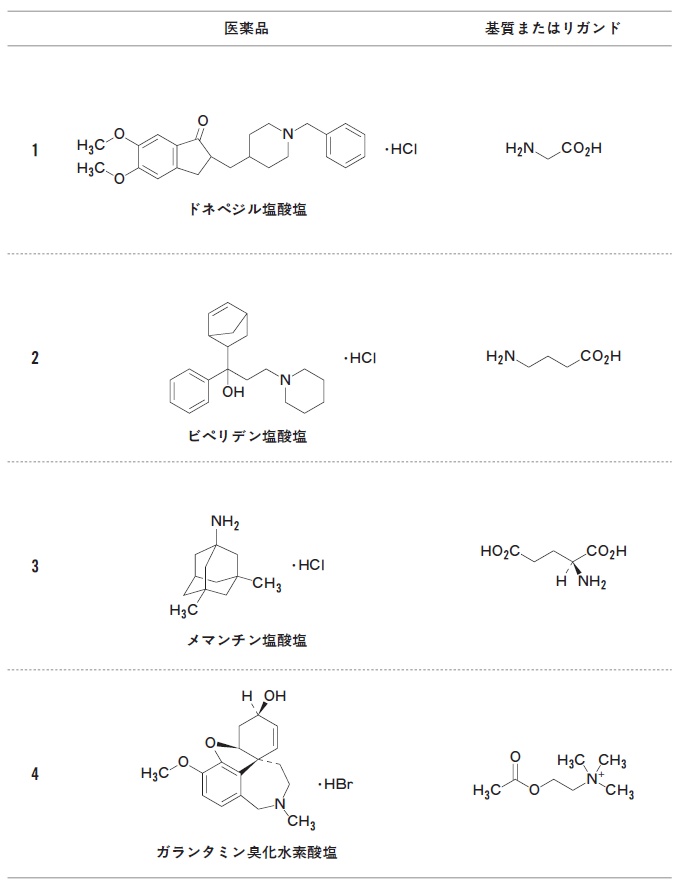 医薬品 基質またはリガンド
1
O
H₃C O N ·HCl H₂N CO₂H
H₃C O
ドネペジル塩酸塩
2 ·HCl H₂N CO₂H
N
OH
ビペリデン塩酸塩
NH₂
3 ·HCl HO₂C CO₂H
CH₃ H NH₂
H₃C
メマンチン塩酸塩
H OH
O
4 H₃C O ·HBr O H₃C CH₃
N H₃C O N⁺ CH₃
CH₃
ガランタミン臭化水素酸塩